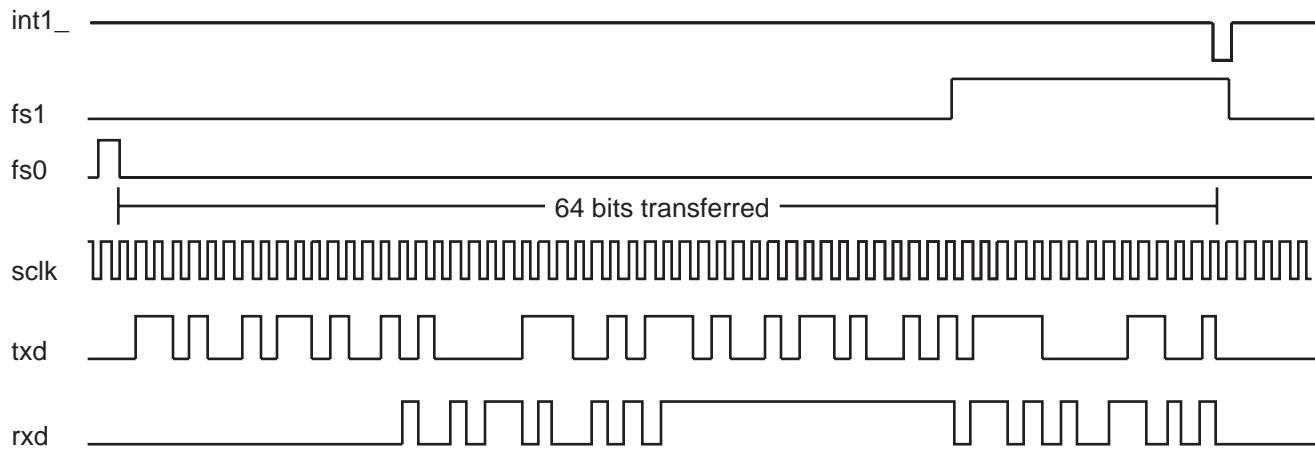 int1_
fs1
fs0
64 bits transferred
sclk
txd
rxd